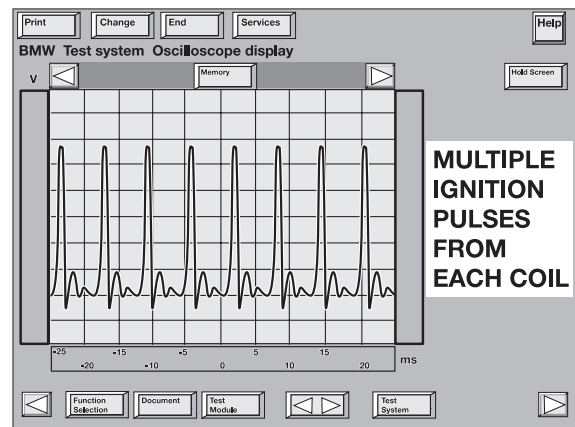 Print Change End Services Help
BMW Test system Oscilloscope display
V Memory Hold Screen
MULTIPLE
IGNITION
PULSES
FROM
EACH COIL
-25 -15 -5 5 15
-20 -10 0 10 20 ms
Function Selection Document Test Module Test System